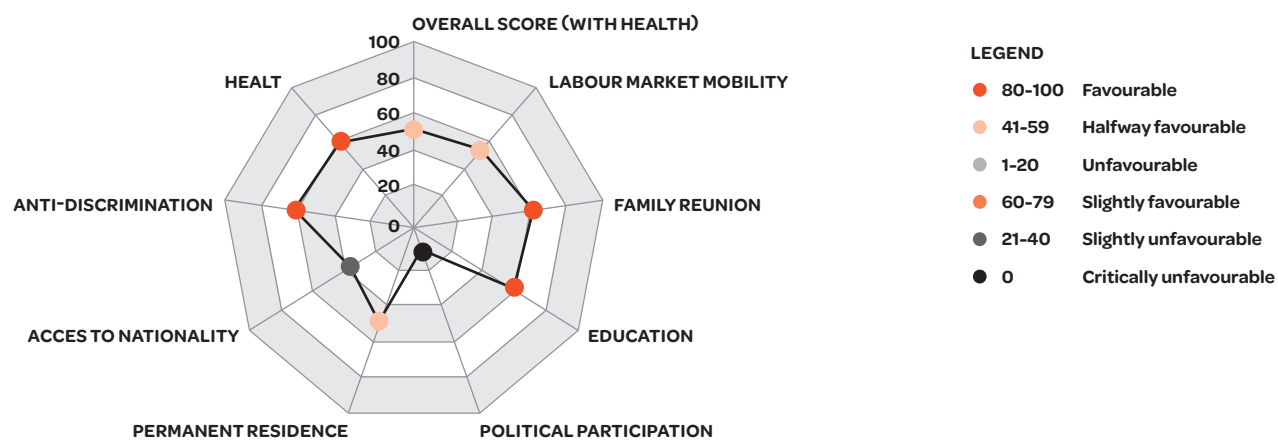 OVERALL SCORE (WITH HEALTH)
100
80
60
40
20
0
LABOUR MARKET MOBILITY
FAMILY REUNION
EDUCATION
POLITICAL PARTICIPATION
PERMANENT RESIDENCE
ACCES TO NATIONALITY
ANTI-DISCRIMINATION
HEALT
LEGEND
80-100 Favourable
41-59 Halfway favourable
1-20 Unfavourable
60-79 Slightly favourable
21-40 Slightly unfavourable
0 Critically unfavourable